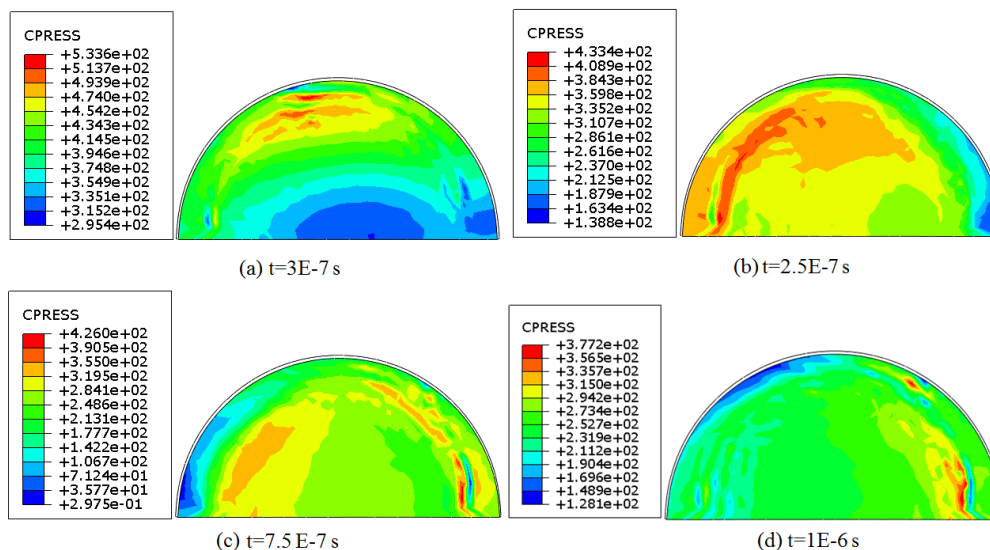 CPRESS
+5.336e+02
+5.137e+02
+4.939e+02
+4.740e+02
+4.542e+02
+4.343e+02
+4.145e+02
+3.946e+02
+3.748e+02
+3.549e+02
+3.351e+02
+3.152e+02
+2.954e+02
(a) t=3E-7 s
CPRESS
+4.334e+02
+4.089e+02
+3.843e+02
+3.598e+02
+3.352e+02
+3.107e+02
+2.861e+02
+2.616e+02
+2.370e+02
+2.125e+02
+1.879e+02
+1.634e+02
+1.388e+02
(b) t=2.5E-7 s
CPRESS
+4.260e+02
+3.905e+02
+3.550e+02
+3.195e+02
+2.841e+02
+2.486e+02
+2.131e+02
+1.777e+02
+1.422e+02
+1.067e+02
+7.124e+01
+3.577e+01
+2.975e-01
(c) t=7.5 E-7 s
CPRESS
+3.772e+02
+3.565e+02
+3.357e+02
+3.150e+02
+2.942e+02
+2.734e+02
+2.527e+02
+2.319e+02
+2.112e+02
+1.904e+02
+1.696e+02
+1.489e+02
+1.281e+02
(d) t=1E-6 s